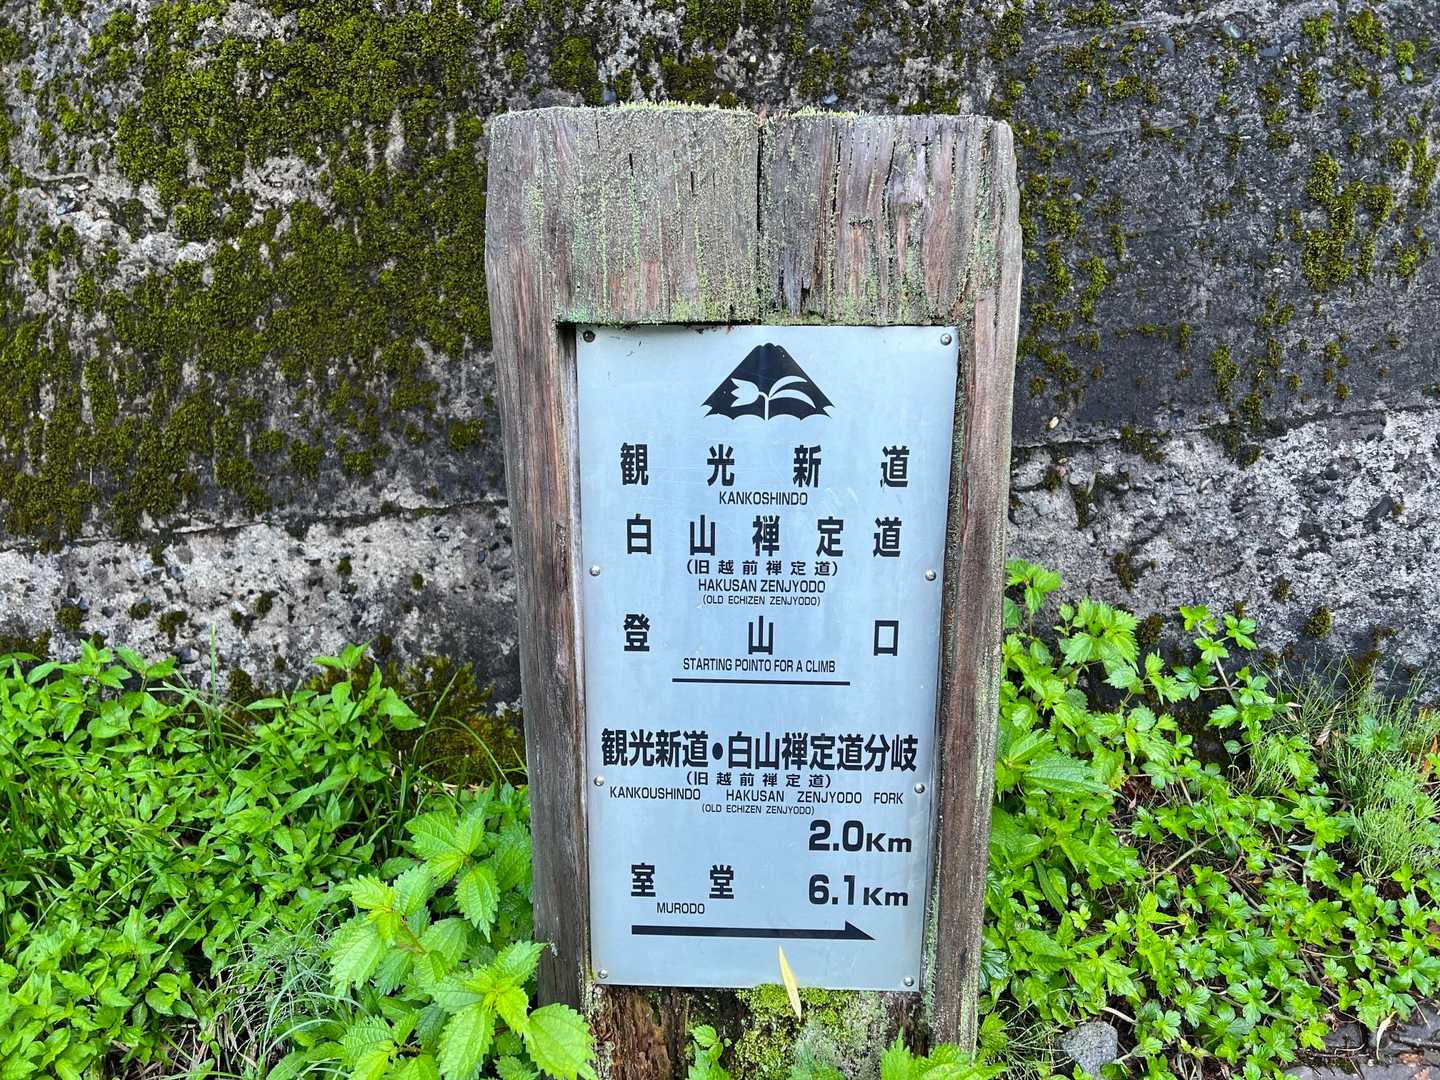 観光新道
KANKOSHINDO
白山禅定道
(旧越前禅定道)
HAKUSAN ZENJYODO
(OLD ECHIZEN ZENJYODO)
登山口
STARTING POINTO FOR A CLIMB
観光新道•白山禅定道分岐
(旧越前禅定道)
KANKOUSHINDO HAKUSAN ZENJYODO FORK
(OLD ECHIZEN ZENJYODO)
2.0Km
室堂 6.1Km
MURODO